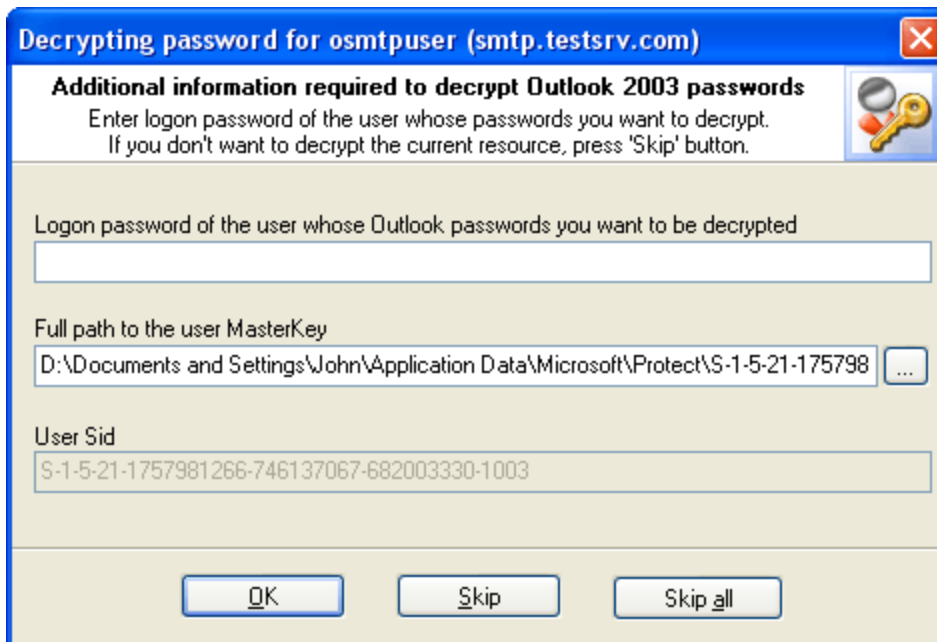 Decrypting password for osmtpuser (smtp.testsrv.com)
Additional information required to decrypt Outlook 2003 passwords
Enter logon password of the user whose passwords you want to decrypt.
If you don't want to decrypt the current resource, press 'Skip' button.
Logon password of the user whose Outlook passwords you want to be decrypted
Full path to the user MasterKey
D:\Documents and Settings\John\Application Data\Microsoft\Protect\S-1-5-21-175798
...
User Sid
S-1-5-21-1757981266-746137067-682003330-1003
OK
Skip
Skip all